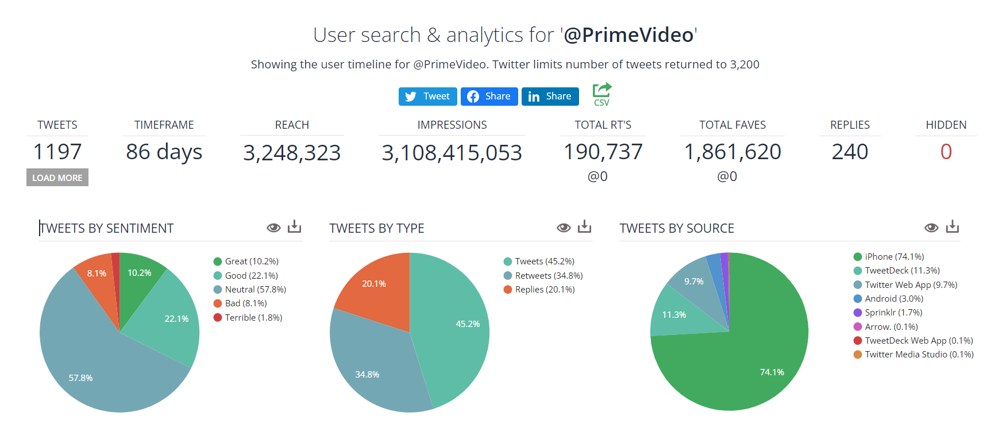 User search & analytics for '@PrimeVideo'
Showing the user timeline for @PrimeVideo. Twitter limits number of tweets returned to 3,200
Tweet
Share
Share
CSV
TWEETS
1197
LOAD MORE
TIMEFRAME
86 days
REACH
3,248,323
IMPRESSIONS
3,108,415,053
TOTAL RT'S
190,737
@0
TOTAL FAVES
1,861,620
@0
REPLIES
240
HIDDEN
0
TWEETS BY SENTIMENT
8.1%
10.2%
22.1%
57.8%
Great (10.2%)
Good (22.1%)
Neutral (57.8%)
Bad (8.1%)
Terrible (1.8%)
TWEETS BY TYPE
20.1%
45.2%
34.8%
Tweets (45.2%)
Retweets (34.8%)
Replies (20.1%)
TWEETS BY SOURCE
9.7%
11.3%
74.1%
iPhone (74.1%)
TweetDeck (11.3%)
Twitter Web App (9.7%)
Android (3.0%)
Sprinklr (1.7%)
Arrow. (0.1%)
TweetDeck Web App (0.1%)
Twitter Media Studio (0.1%)